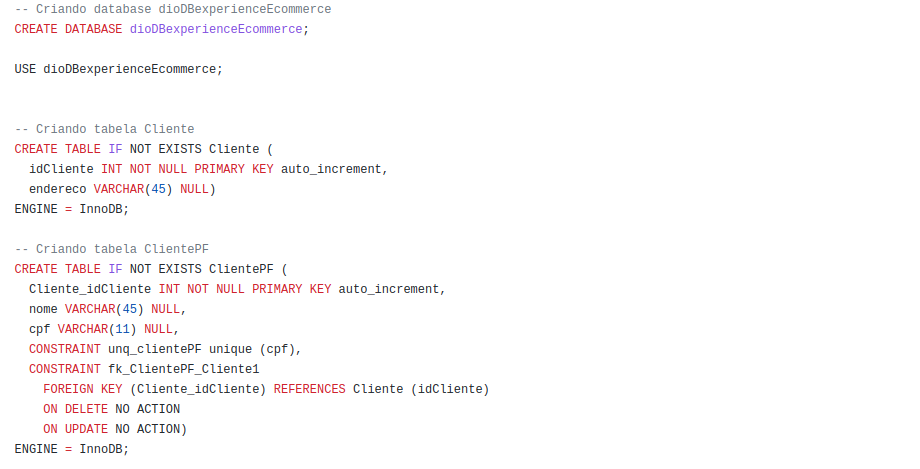 -- Criando database dioDBexperienceEcommerce
CREATE DATABASE dioDBexperienceEcommerce;
USE dioDBexperienceEcommerce;
-- Criando tabela Cliente
CREATE TABLE IF NOT EXISTS Cliente (
  idCliente INT NOT NULL PRIMARY KEY auto_increment,
  endereco VARCHAR(45) NULL)
ENGINE = InnoDB;
-- Criando tabela ClientePF
CREATE TABLE IF NOT EXISTS ClientePF (
  Cliente_idCliente INT NOT NULL PRIMARY KEY auto_increment,
  nome VARCHAR(45) NULL,
  cpf VARCHAR(11) NULL,
  CONSTRAINT unq_clientePF unique (cpf),
  CONSTRAINT fk_ClientePF_Cliente1
    FOREIGN KEY (Cliente_idCliente) REFERENCES Cliente (idCliente)
    ON DELETE NO ACTION
    ON UPDATE NO ACTION)
ENGINE = InnoDB;